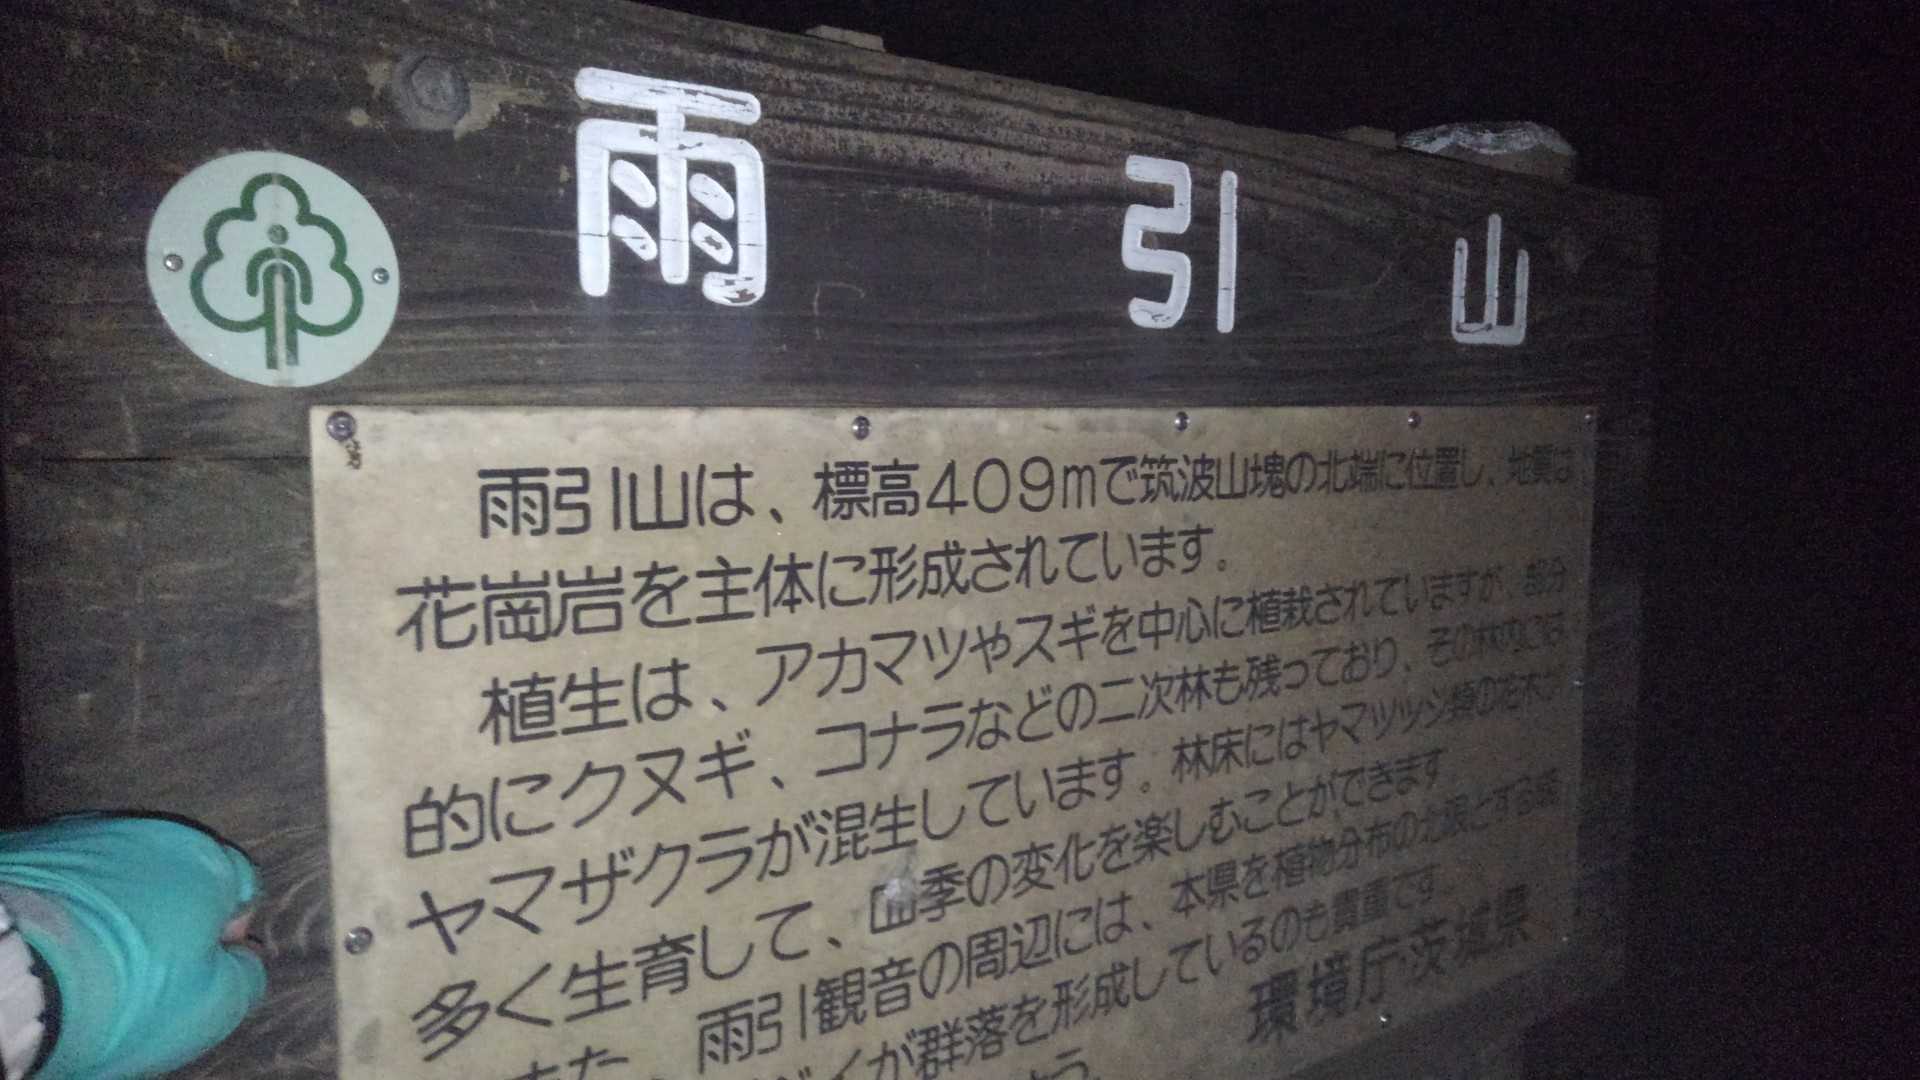 雨引山
雨引山は、標高409mで筑波山塊の北端に位置し、地質は
花崗岩を主体に形成されています。
植生は、アカマツやスギを中心に植栽されていますが、部分
的にクヌギ、コナラなどの二次林も残っており、その林内には
ヤマザクラが混生しています。林床にはヤマツツジ等の花木が
多く生育して、四季の変化を楽しむことができます
また、雨引観音の周辺には、本県を植物分布の北限とする
イが群落を形成しているのも貴重です。
環境庁・茨城県